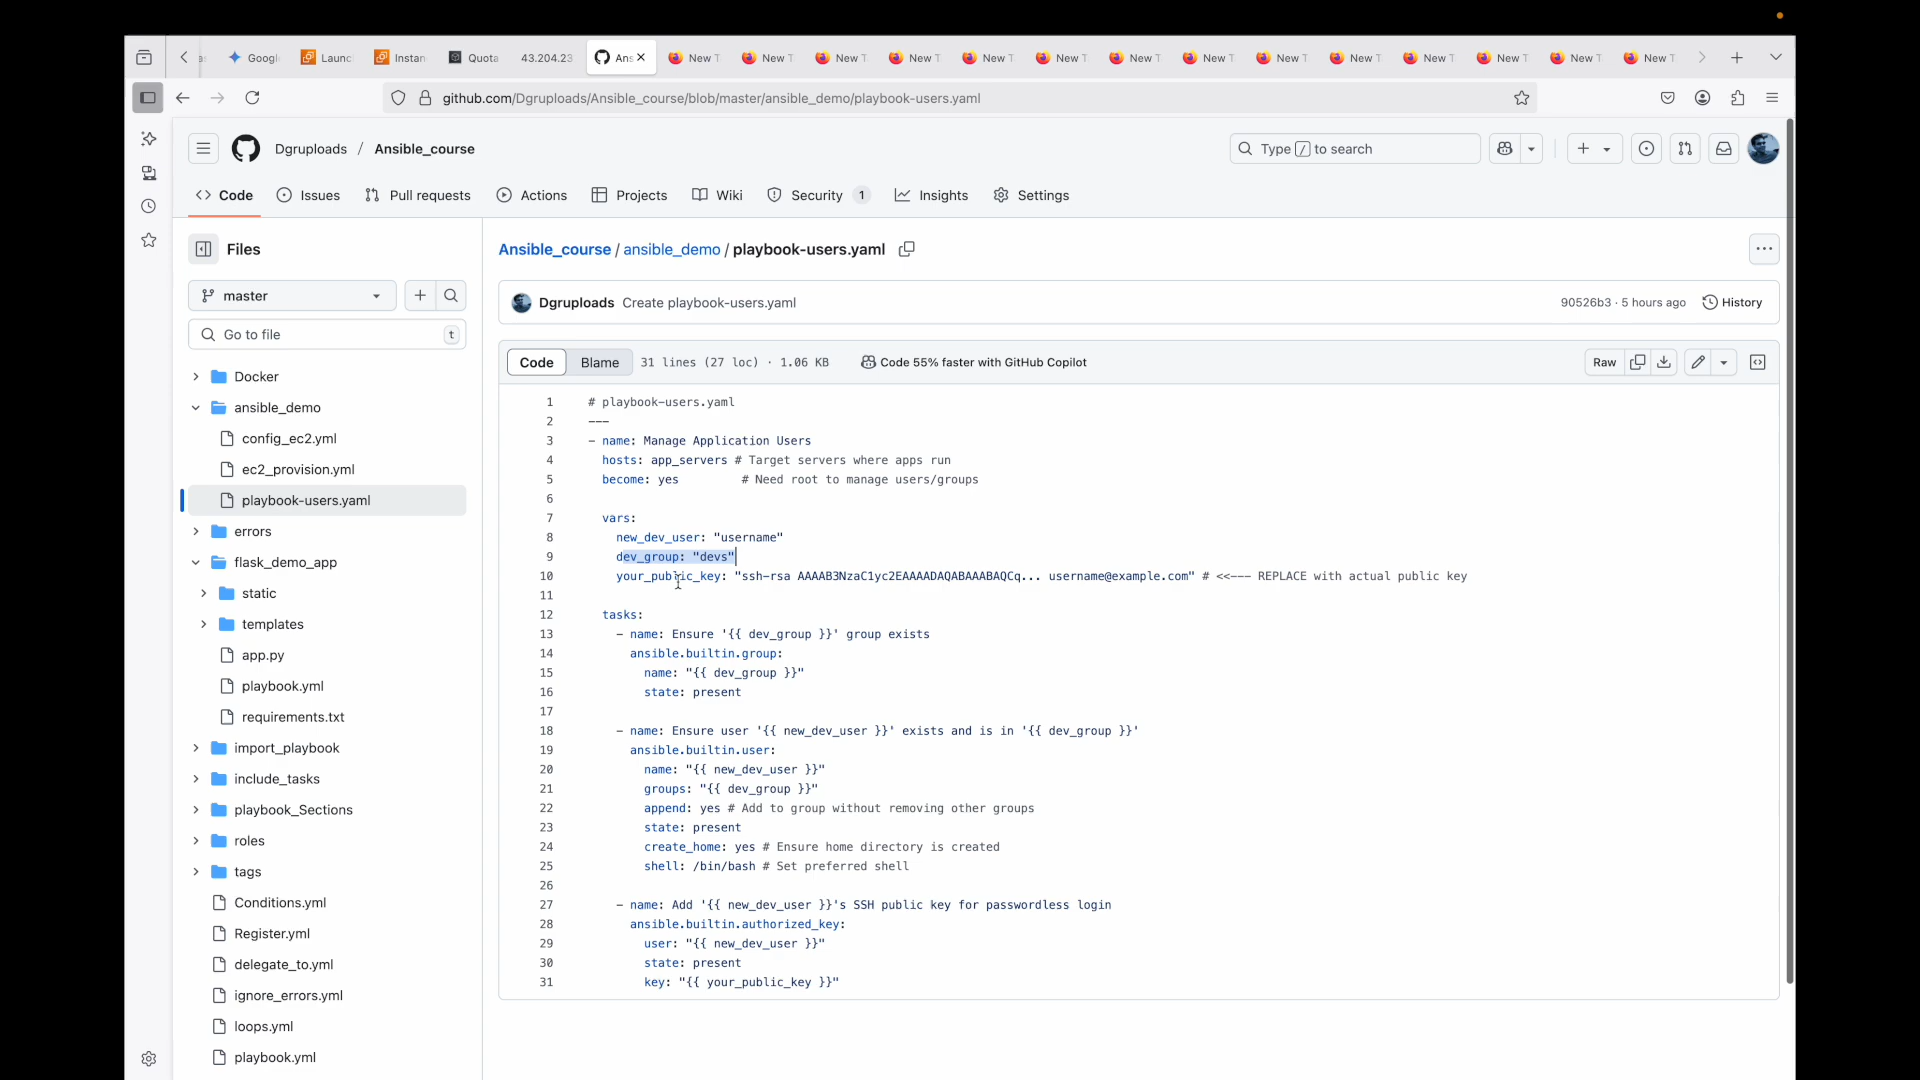 Googl
Launc
Instan
Quota
43.204.23
Ans
New T
New T
New T
New T
New T
New T
New T
New T
New T
New T
New T
New T
New T
New T
github.com/Dgruploads/Ansible_course/blob/master/ansible_demo/playbook-users.yaml
Dgruploads / Ansible_course
Type / to search
Code
Issues
Pull requests
Actions
Projects
Wiki
Security 1
Insights
Settings
Files
master
Go to file
t
Docker
ansible_demo
config_ec2.yml
ec2_provision.yml
playbook-users.yaml
errors
flask_demo_app
static
templates
app.py
playbook.yml
requirements.txt
import_playbook
include_tasks
playbook_Sections
roles
tags
Conditions.yml
Register.yml
delegate_to.yml
ignore_errors.yml
loops.yml
playbook.yml
Ansible_course / ansible_demo / playbook-users.yaml
Dgruploads Create playbook-users.yaml
90526b3 · 5 hours ago
History
Code
Blame
31 lines (27 loc) · 1.06 KB
Code 55% faster with GitHub Copilot
Raw
1 # playbook-users.yaml
2 ---
3 - name: Manage Application Users
4 hosts: app_servers # Target servers where apps run
5 become: yes # Need root to manage users/groups
6
7 vars:
8 new_dev_user: "username"
9 dev_group: "devs"
10 your_public_key: "ssh-rsa AAAAB3NzaC1yc2EAAAADAQABAAABAQCq... username@example.com" # <<--- REPLACE with actual public key
11
12 tasks:
13 - name: Ensure '{{ dev_group }}' group exists
14 ansible.builtin.group:
15 name: "{{ dev_group }}"
16 state: present
17
18 - name: Ensure user '{{ new_dev_user }}' exists and is in '{{ dev_group }}'
19 ansible.builtin.user:
20 name: "{{ new_dev_user }}"
21 groups: "{{ dev_group }}"
22 append: yes # Add to group without removing other groups
23 state: present
24 create_home: yes # Ensure home directory is created
25 shell: /bin/bash # Set preferred shell
26
27 - name: Add '{{ new_dev_user }}'s SSH public key for passwordless login
28 ansible.builtin.authorized_key:
29 user: "{{ new_dev_user }}"
30 state: present
31 key: "{{ your_public_key }}"